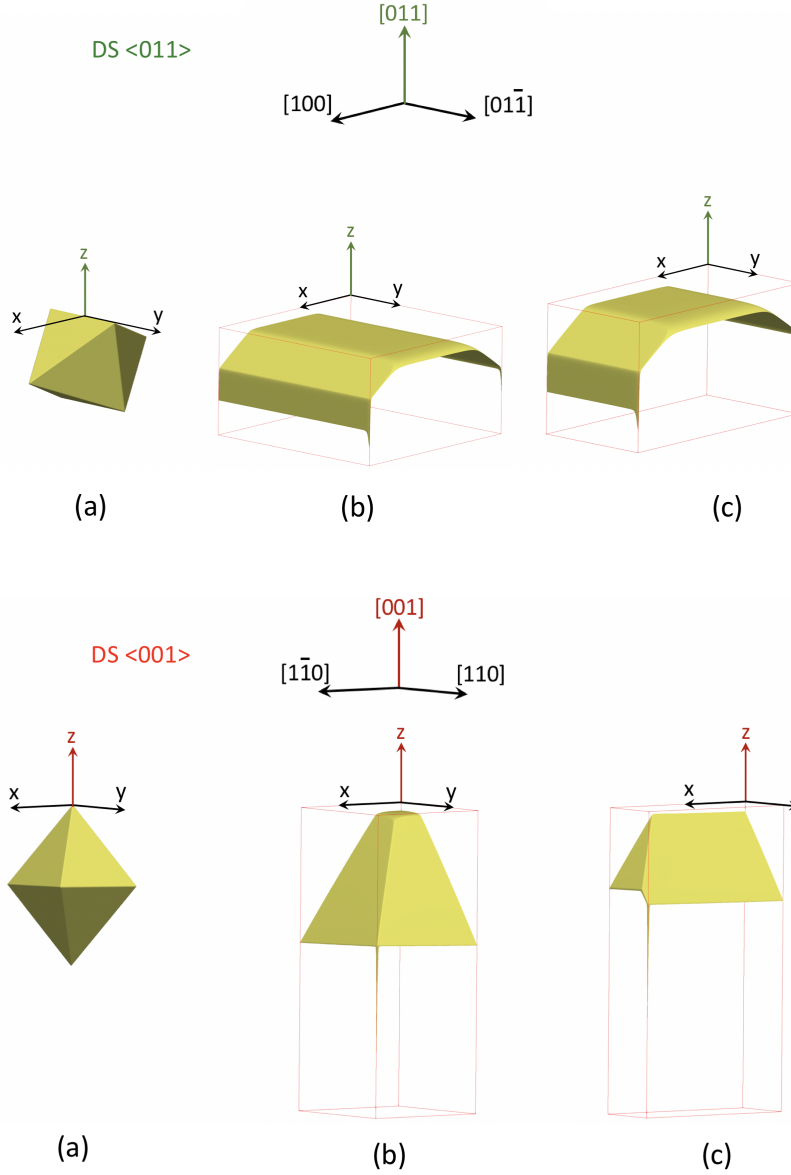 [011]
DS <011>
[100]
[011̅]
z
x
y
z
x
y
z
x
y
(a)
(b)
(c)
[001]
DS <001>
[11̅0]
[110]
z
x
y
z
x
y
z
x
(a)
(b)
(c)